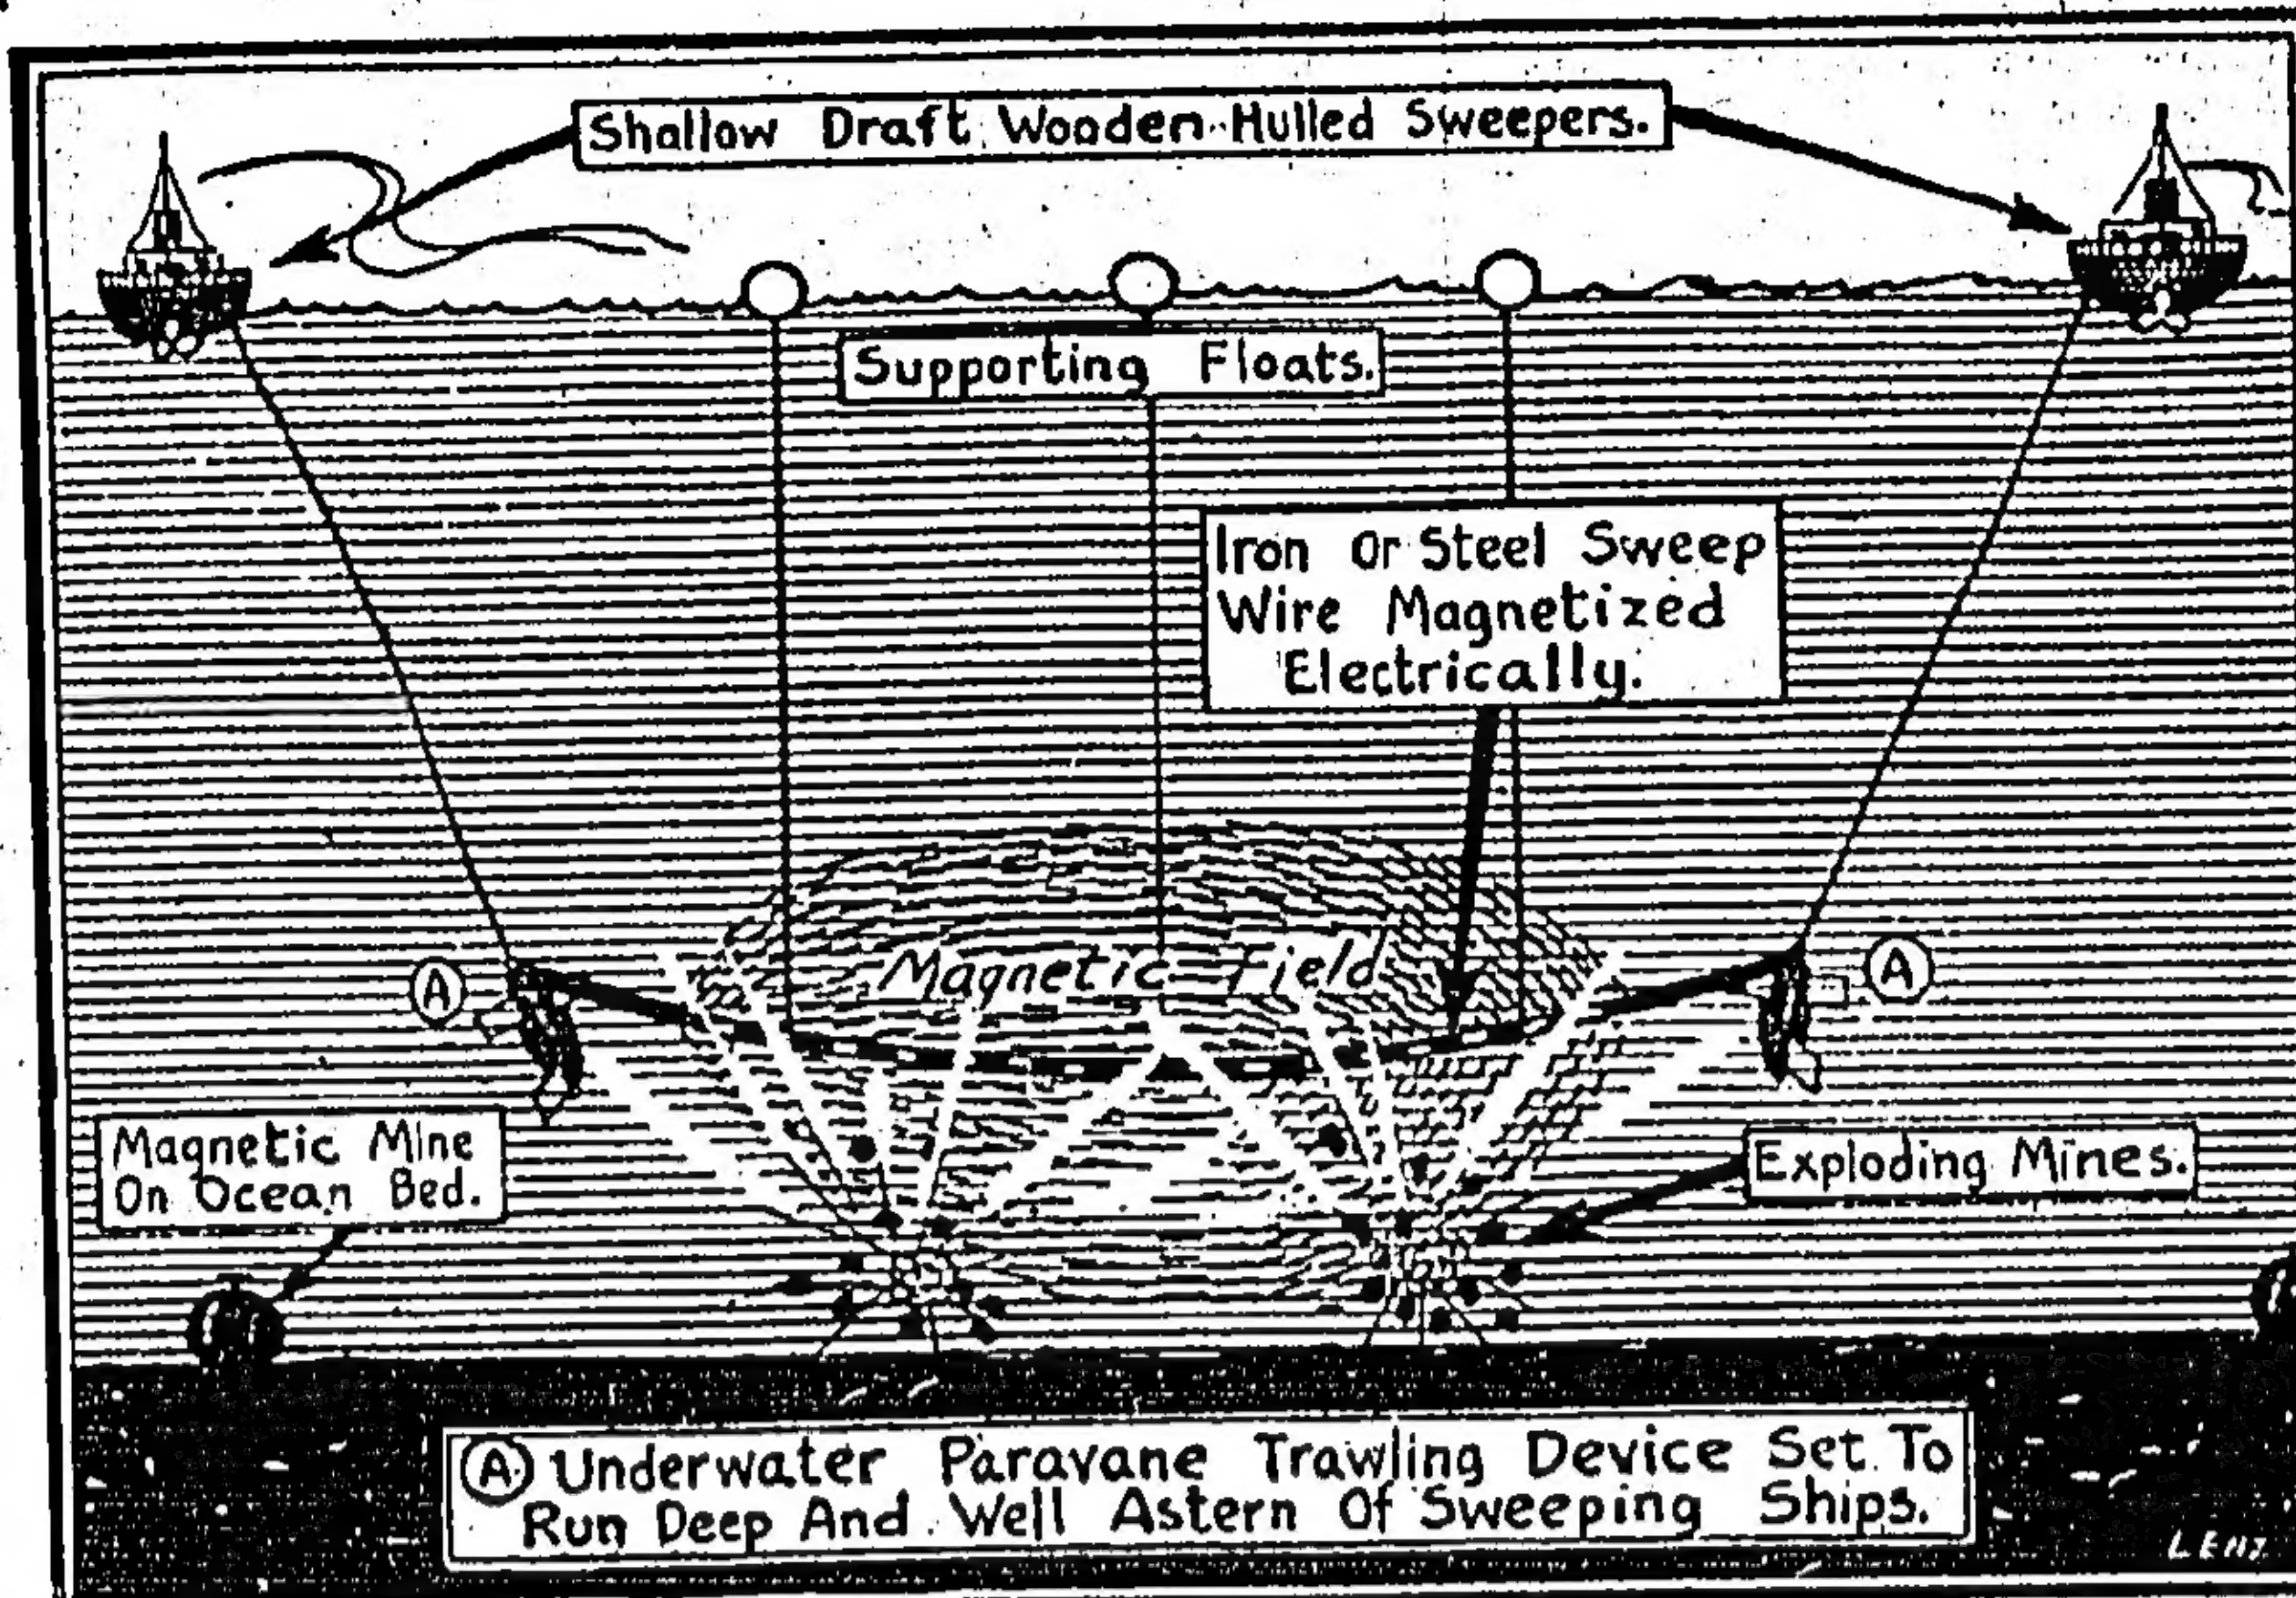 Shallow Draft Wooden Hulled Sweepers.
Supporting Floats.
Iron Or Steel Sweep
Wire Magnetized
Electrically.
Magnetic Field
A
A
Magnetic Mine
On Ocean Bed.
Exploding Mines.
A Underwater Paravane Trawling Device Set To
Run Deep And Well Astern Of Sweeping Ships.